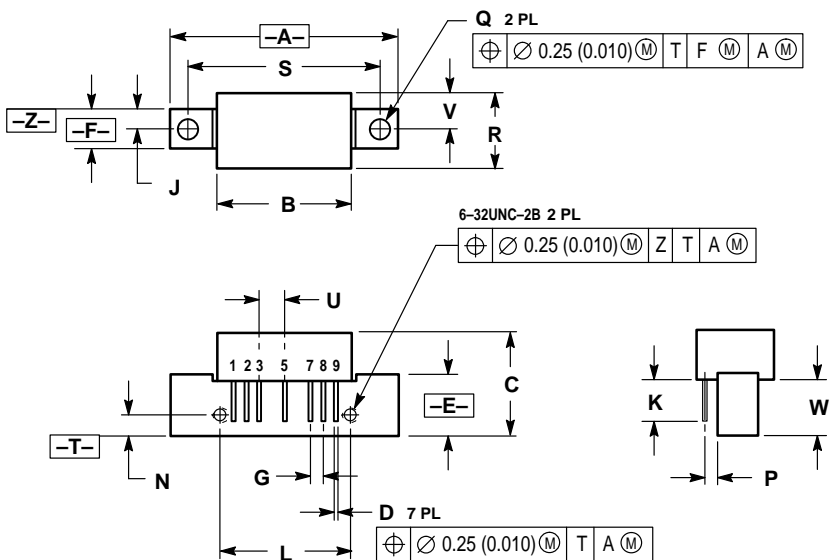 –A–
Q 2 PL
⌖ ∅ 0.25 (0.010) Ⓜ T F Ⓜ A Ⓜ
S
–Z–
–F–
V
R
J
B
6–32UNC–2B 2 PL
⌖ ∅ 0.25 (0.010) Ⓜ Z T A Ⓜ
U
1 2 3 5 7 8 9
C
–E–
K
W
–T–
N
G
P
D 7 PL
L
⌖ ∅ 0.25 (0.010) Ⓜ T A Ⓜ